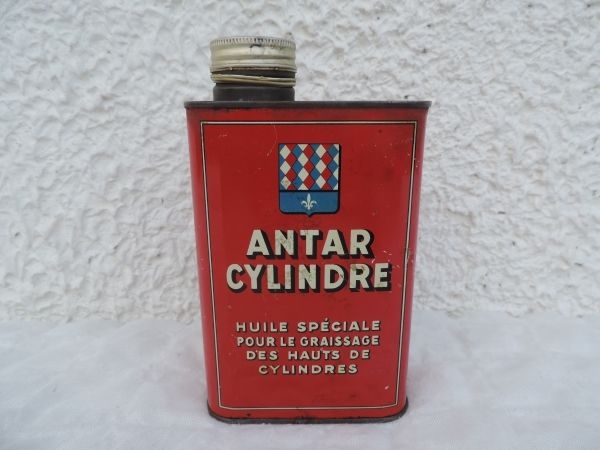 ANTAR
CYLINDRE
HUILE SPÉCIALE
POUR LE GRAISSAGE
DES HAUTS DE
CYLINDRES